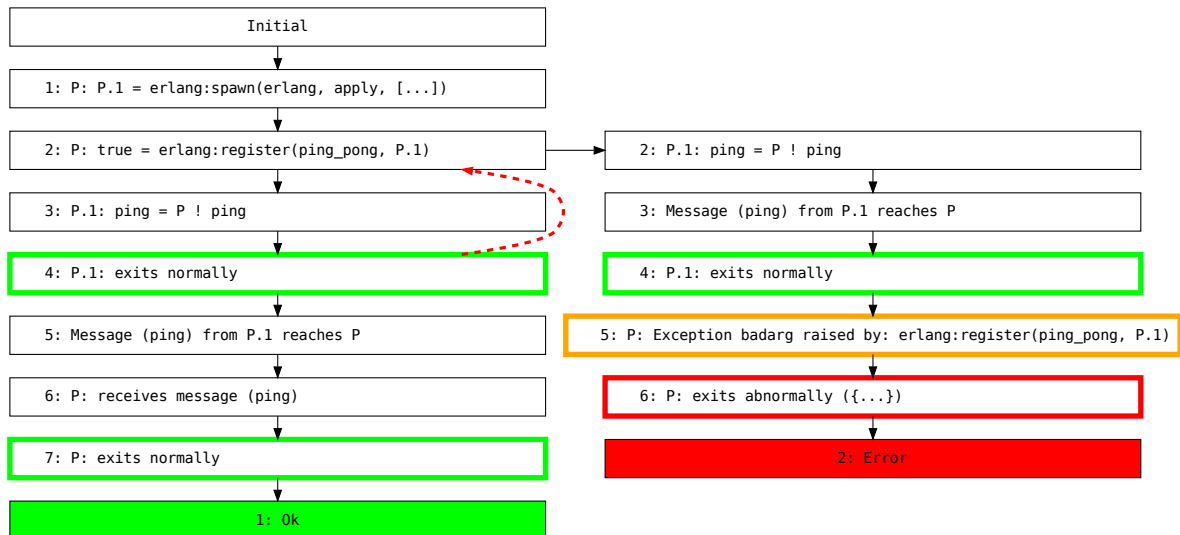 Initial
1: P: P.1 = erlang:spawn(erlang, apply, [...])
2: P: true = erlang:register(ping_pong, P.1)
3: P.1: ping = P ! ping
4: P.1: exits normally
5: Message (ping) from P.1 reaches P
6: P: receives message (ping)
7: P: exits normally
1: Ok
2: P.1: ping = P ! ping
3: Message (ping) from P.1 reaches P
4: P.1: exits normally
5: P: Exception badarg raised by: erlang:register(ping_pong, P.1)
6: P: exits abnormally ({...})
2: Error